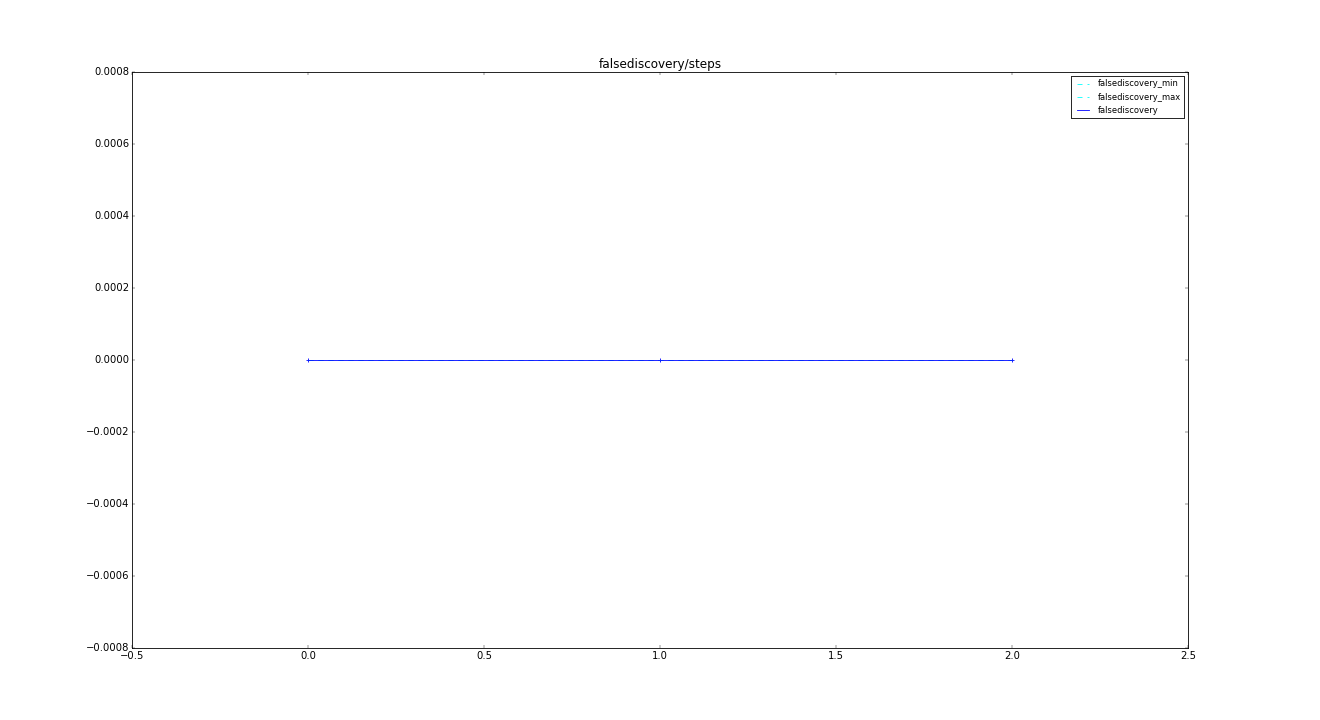 falsediscovery/steps
0.0008
falsediscovery_min
falsediscovery_max
falsediscovery
0.0006
0.0004
0.0002
0.0000
−0.0002
−0.0004
−0.0006
−0.0008
−0.5 0.0 0.5 1.0 1.5 2.0 2.5